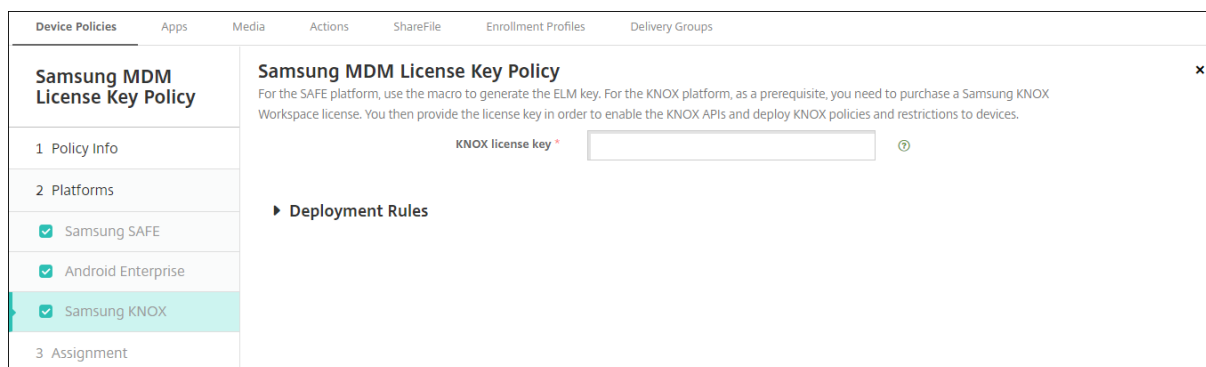 Device Policies Apps Media Actions ShareFile Enrollment Profiles Delivery Groups
Samsung MDM
License Key Policy
1 Policy Info
2 Platforms
Samsung SAFE
Android Enterprise
Samsung KNOX
3 Assignment
Samsung MDM License Key Policy
For the SAFE platform, use the macro to generate the ELM key. For the KNOX platform, as a prerequisite, you need to purchase a Samsung KNOX
Workspace license. You then provide the license key in order to enable the KNOX APIs and deploy KNOX policies and restrictions to devices.
KNOX license key *
Deployment Rules